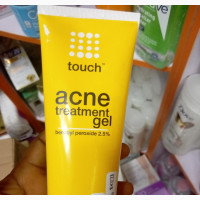 touch
acne
treatment
gel
benzoyl peroxide 2.5%